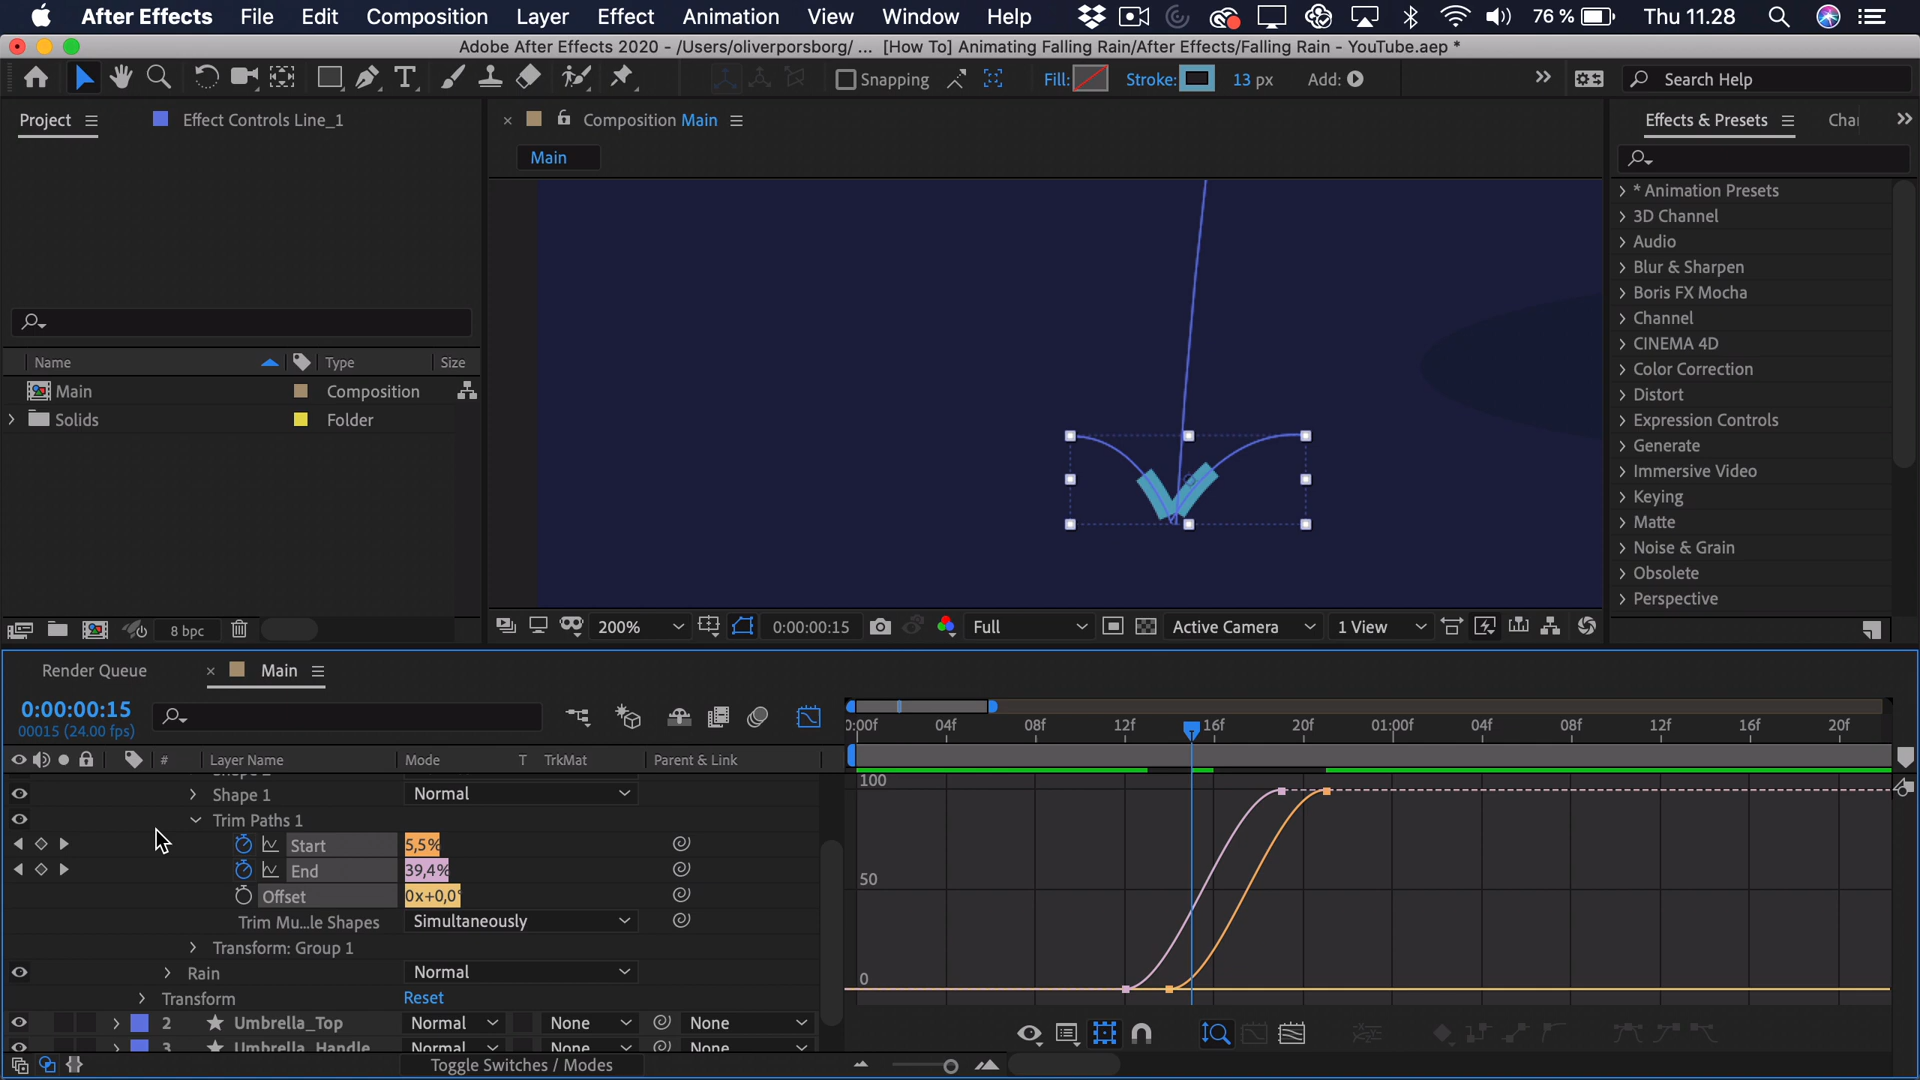 After Effects File Edit Composition Layer Effect Animation View Window Help 76 % Thu 11.28
Adobe After Effects 2020 - /Users/oliverporsborg/ ... [How To] Animating Falling Rain/After Effects/Falling Rain - YouTube.aep *
Snapping Fill: Stroke: 13 px Add: Search Help
Project Effect Controls Line_1 × Composition Main Effects & Presets
Main
* Animation Presets
3D Channel
Audio
Blur & Sharpen
Boris FX Mocha
Channel
CINEMA 4D
Color Correction
Distort
Expression Controls
Generate
Immersive Video
Keying
Matte
Noise & Grain
Obsolete
Perspective
Name Type Size
Main Composition
Solids Folder
8 bpc 200% 0:00:00:15 Full Active Camera 1 View
Render Queue × Main
0:00:00:15
00015 (24.00 fps)
04f 08f 12f 16f 20f 01:00f 04f 08f 12f 16f 20f
# Layer Name Mode T TrkMat Parent & Link
Shape 1 Normal
Trim Paths 1
Start 5,5%
End 39,4%
Offset 0x+0,0°
Trim Mu...le Shapes Simultaneously
Transform: Group 1
Rain Normal
Transform Reset
2 Umbrella_Top Normal None None
3 Umbrella_Handle Normal None None
Toggle Switches / Modes
100
50
0